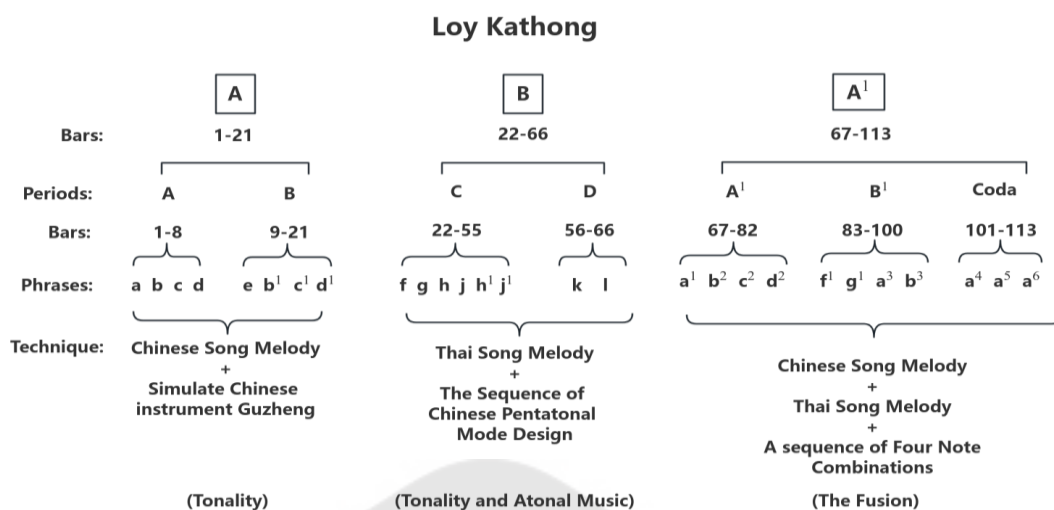 Loy Kathong
A B A¹
Bars: 1-21 22-66 67-113
Periods: A B C D A¹ B¹ Coda
Bars: 1-8 9-21 22-55 56-66 67-82 83-100 101-113
Phrases: a b c d e b¹ c¹ d¹ f g h j h¹ j¹ k l a¹ b² c² d² f¹ g¹ a³ b³ a⁴ a⁵ a⁶
Technique:
Chinese Song Melody
+
Simulate Chinese
instrument Guzheng
(Tonality)
Thai Song Melody
+
The Sequence of
Chinese Pentatonal
Mode Design
(Tonality and Atonal Music)
Chinese Song Melody
+
Thai Song Melody
+
A sequence of Four Note
Combinations
(The Fusion)